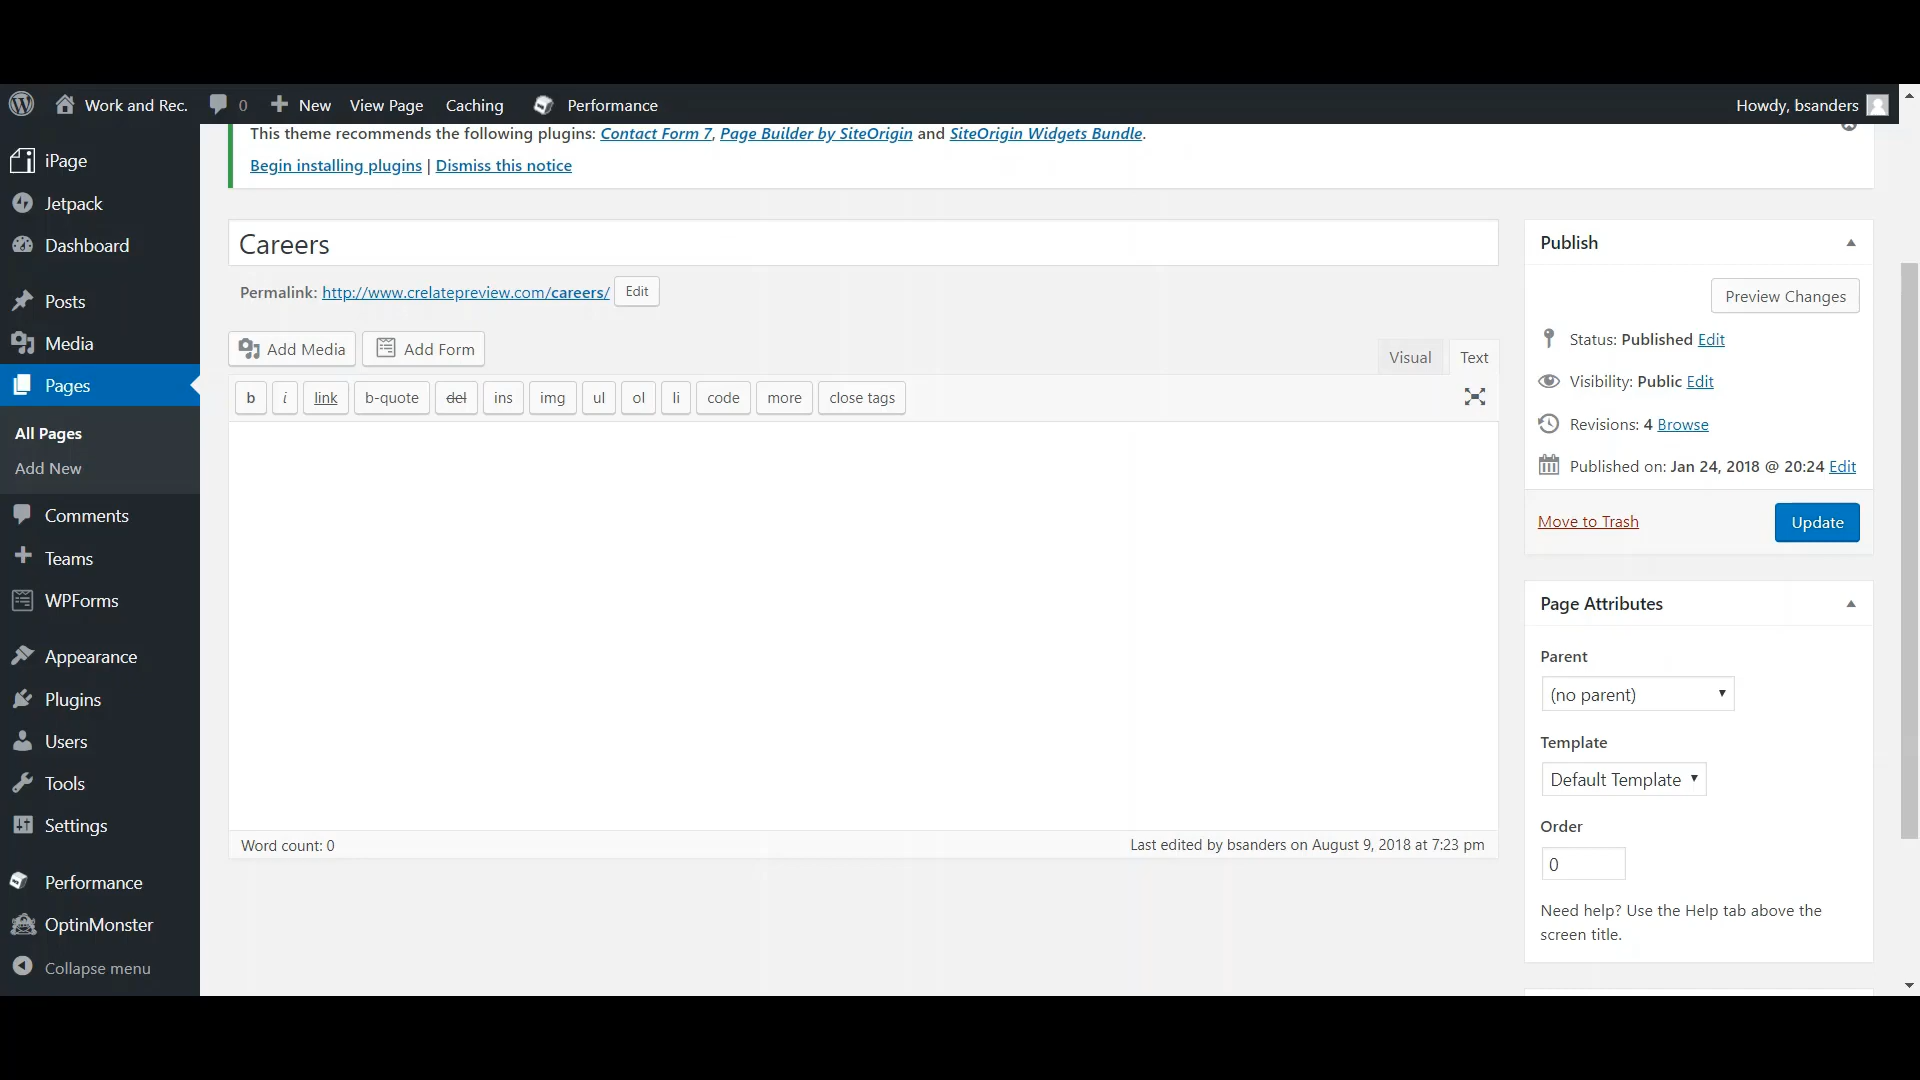 Work and Rec. 0 New View Page Caching Performance Howdy, bsanders
This theme recommends the following plugins: Contact Form 7, Page Builder by SiteOrigin and SiteOrigin Widgets Bundle.
Begin installing plugins | Dismiss this notice
iPage
Jetpack
Dashboard
Posts
Media
Pages
All Pages
Add New
Comments
Teams
WPForms
Appearance
Plugins
Users
Tools
Settings
Performance
OptinMonster
Collapse menu
Careers
Permalink: http://www.crelatepreview.com/careers/ Edit
Add Media Add Form Visual Text
b i link b-quote del ins img ul ol li code more close tags
Word count: 0 Last edited by bsanders on August 9, 2018 at 7:23 pm
Publish
Preview Changes
Status: Published Edit
Visibility: Public Edit
Revisions: 4 Browse
Published on: Jan 24, 2018 @ 20:24 Edit
Move to Trash Update
Page Attributes
Parent
(no parent)
Template
Default Template
Order
0
Need help? Use the Help tab above the
screen title.